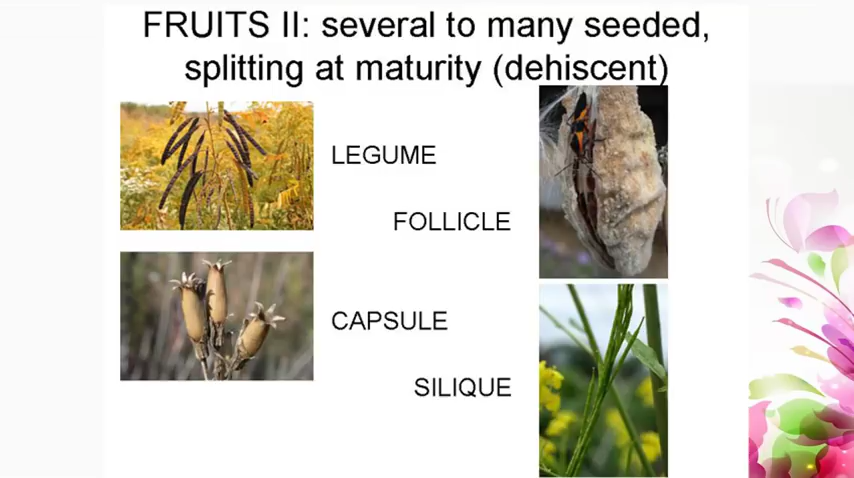 FRUITS II: several to many seeded,
splitting at maturity (dehiscent)
LEGUME
FOLLICLE
CAPSULE
SILIQUE